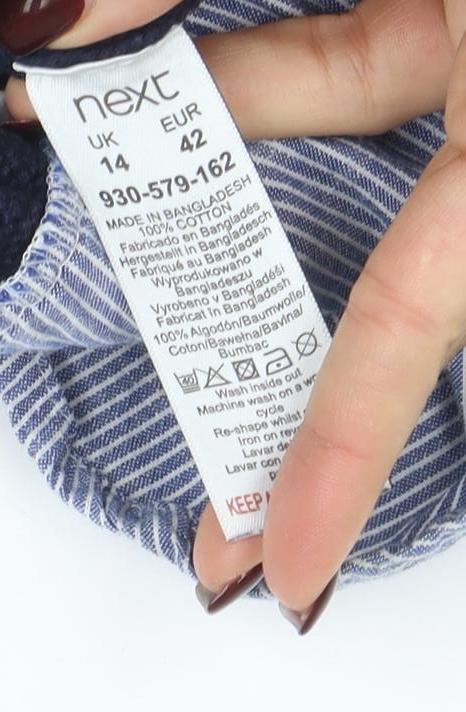 next
UK EUR
14 42
930-579-162
MADE IN BANGLADESH
100% COTTON
Fabricado en Bangladés
Hergestellt in Bangladesch
Fabriqué au Bangladesh
Wyprodukowano w
Bangladeszu
Vyrobeno v Bangladéši
Fabricat în Bangladesh
100% Algodón/Baumwolle/
Coton/Bawełna/Bavlna/
Bumbac
40
Wash inside out
Machine wash on a
cycle
Re-shape whilst
Iron on
Lavar
Lavar con
KEEP